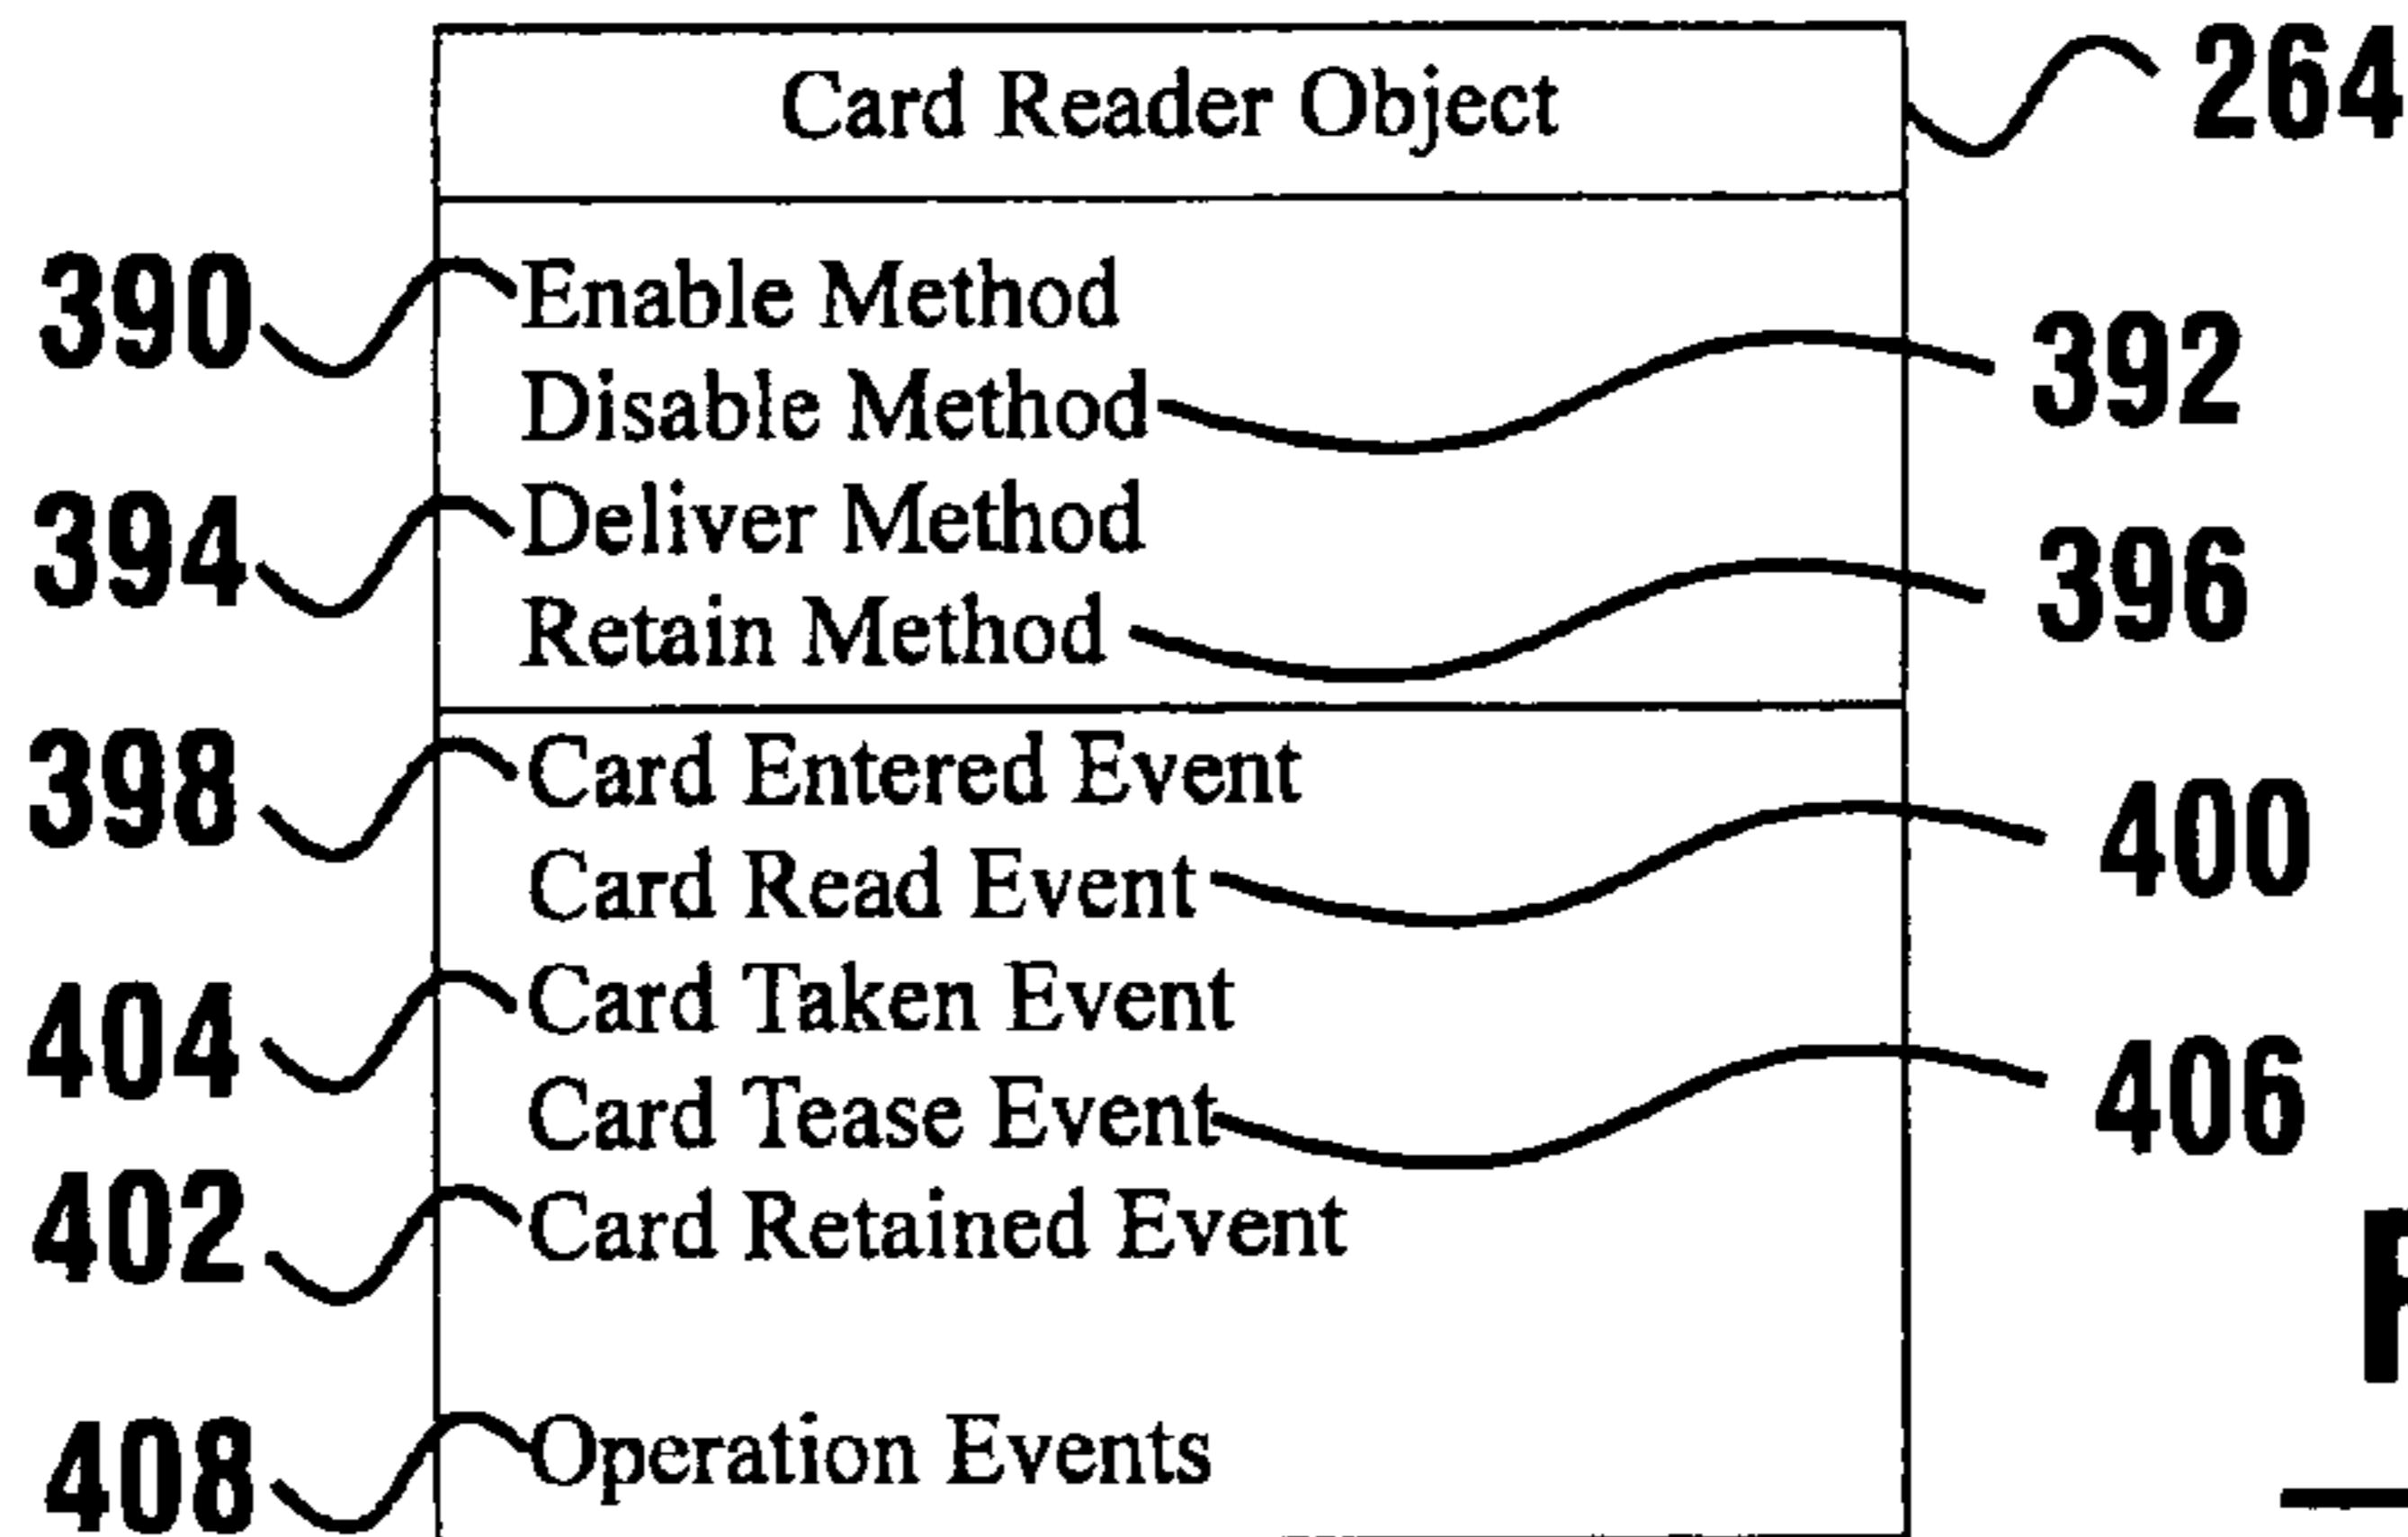 Card Reader Object 264
390 Enable Method
Disable Method 392
394 Deliver Method
Retain Method 396
398 Card Entered Event
Card Read Event 400
404 Card Taken Event
Card Tease Event 406
402 Card Retained Event
408 Operation Events